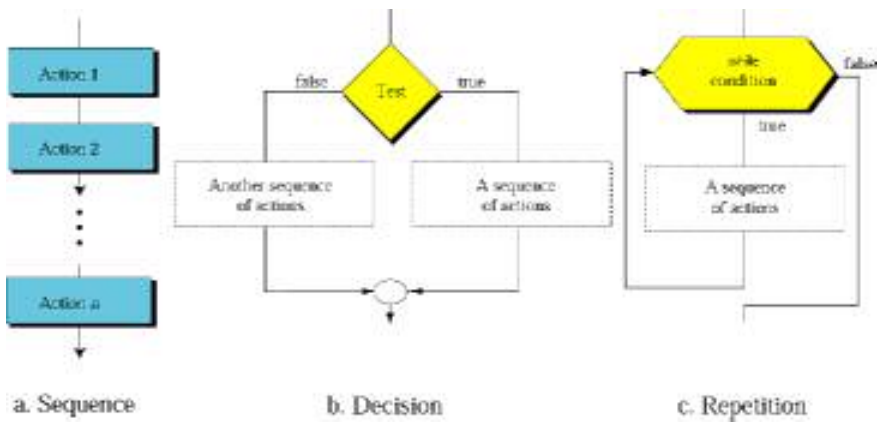 Action 1
Action 2
Action n
a. Sequence
false
true
Test
Another sequence
of actions
A sequence
of actions
b. Decision
while
condition
false
true
A sequence
of actions
c. Repetition